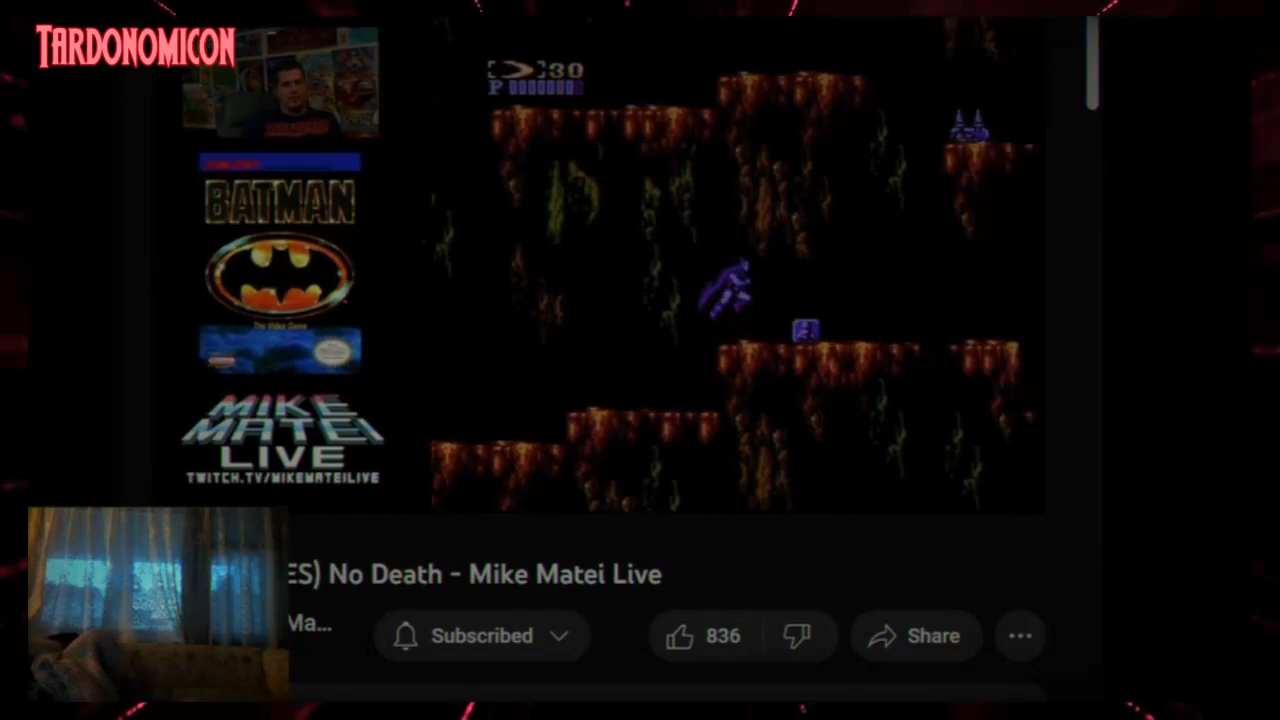 TARDONOMICON
30
P
BATMAN
The Video Game
MIKE
MATEI
LIVE
TWITCH.TV/MIKEMATEILIVE
ES) No Death - Mike Matei Live
Ma...
Subscribed
836
Share